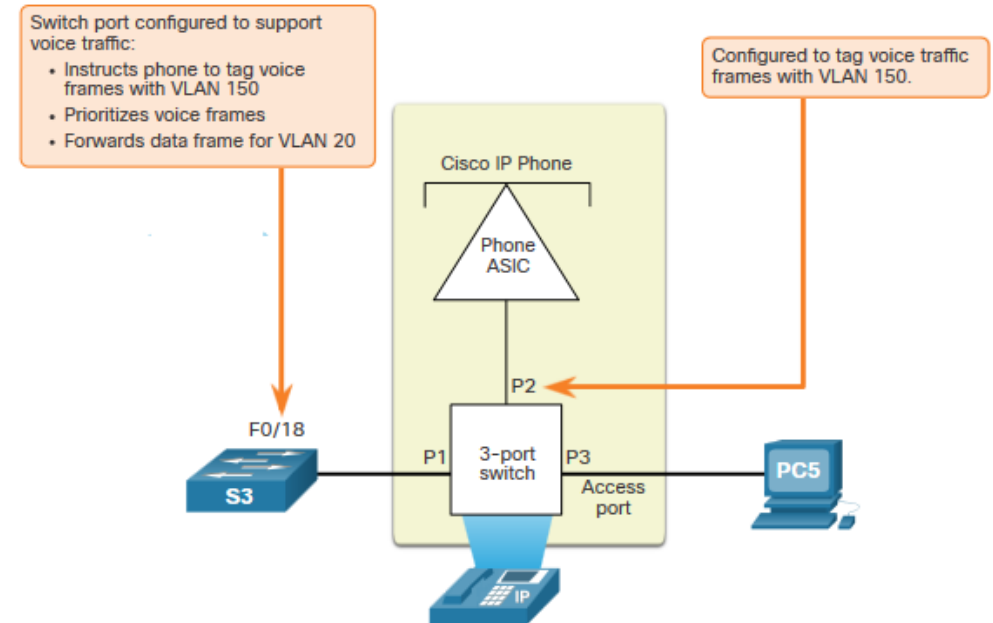 Switch port configured to support
voice traffic:
• Instructs phone to tag voice
frames with VLAN 150
• Prioritizes voice frames
• Forwards data frame for VLAN 20
Configured to tag voice traffic
frames with VLAN 150.
Cisco IP Phone
Phone
ASIC
P2
F0/18
P1
3-port
switch
P3
Access
port
S3
PC5
IP